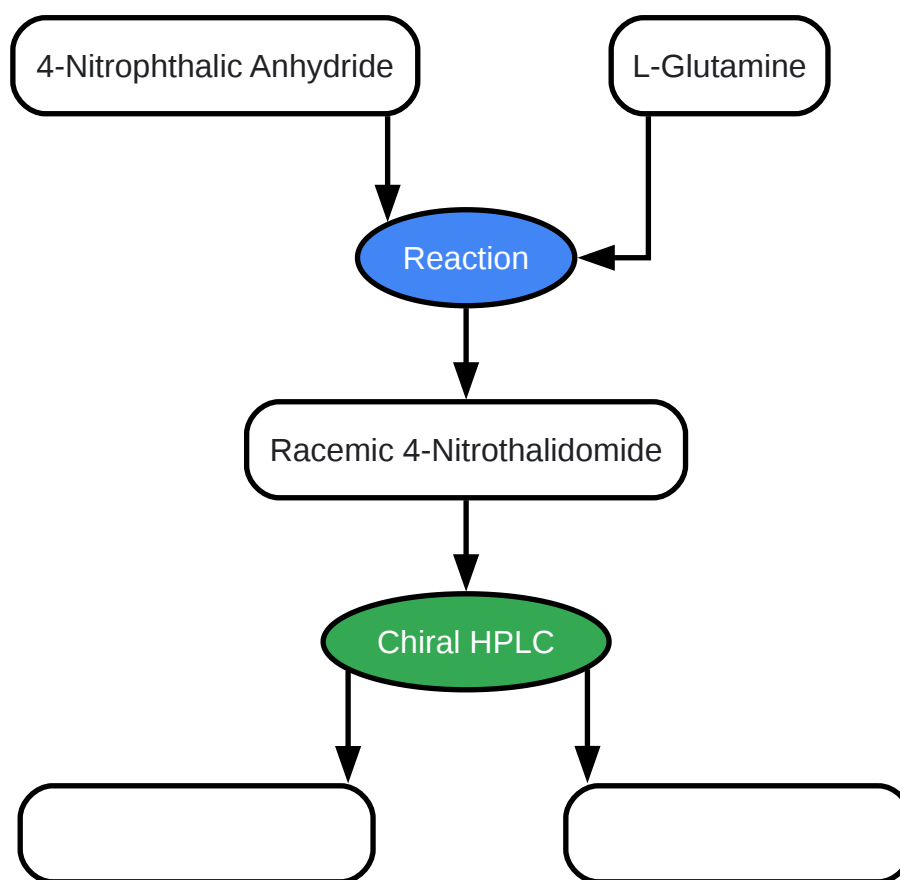 4-Nitrophthalic Anhydride
L-Glutamine
Reaction
Racemic 4-Nitrothalidomide
Chiral HPLC